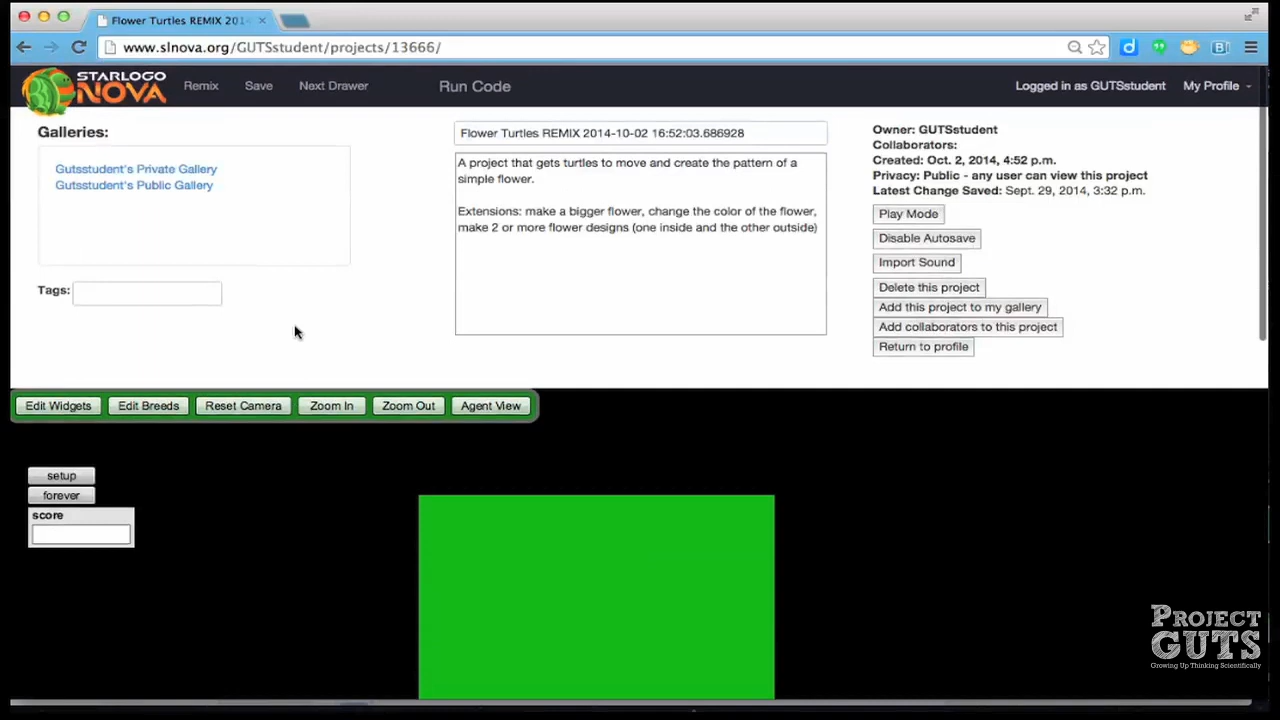 Flower Turtles REMIX 201
www.slnova.org/GUTSstudent/projects/13666/
STARLOGO
NOVA
Remix
Save
Next Drawer
Run Code
Logged in as GUTSstudent
My Profile
Galleries:
Gutsstudent's Private Gallery
Gutsstudent's Public Gallery
Tags:
Flower Turtles REMIX 2014-10-02 16:52:03.686928
A project that gets turtles to move and create the pattern of a
simple flower.
Extensions: make a bigger flower, change the color of the flower,
make 2 or more flower designs (one inside and the other outside)
Owner: GUTSstudent
Collaborators:
Created: Oct. 2, 2014, 4:52 p.m.
Privacy: Public - any user can view this project
Latest Change Saved: Sept. 29, 2014, 3:32 p.m.
Play Mode
Disable Autosave
Import Sound
Delete this project
Add this project to my gallery
Add collaborators to this project
Return to profile
Edit Widgets
Edit Breeds
Reset Camera
Zoom In
Zoom Out
Agent View
setup
forever
score
PROJECT
GUTS
Growing Up Thinking Scientifically